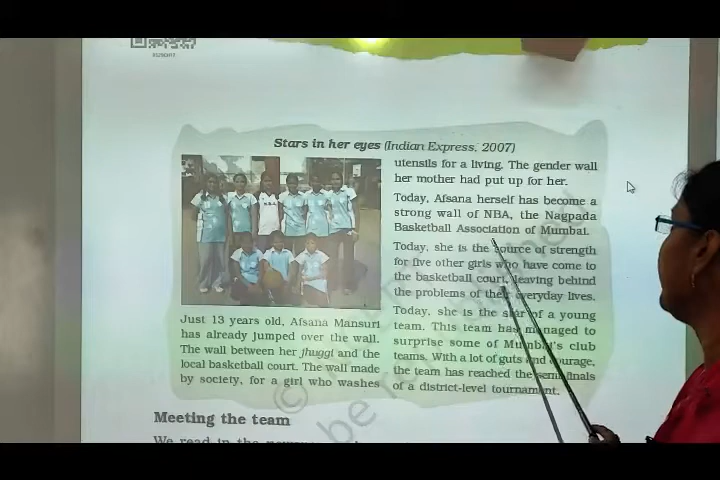 Stars in her eyes (Indian Express, 2007)
Just 13 years old, Afsana Mansuri
has already jumped over the wall.
The wall between her jhuggi and the
local basketball court. The wall made
by society, for a girl who washes
utensils for a living. The gender wall
her mother had put up for her.
Today, Afsana herself has become a
strong wall of NBA, the Nagpada
Basketball Association of Mumbai.
Today, she is the source of strength
for five other girls who have come to
the basketball court, leaving behind
the problems of their everyday lives.
Today, she is the star of a young
team. This team has managed to
surprise some of Mumbai's club
teams. With a lot of guts and courage,
the team has reached the semi finals
of a district-level tournament.
Meeting the team
We read in the